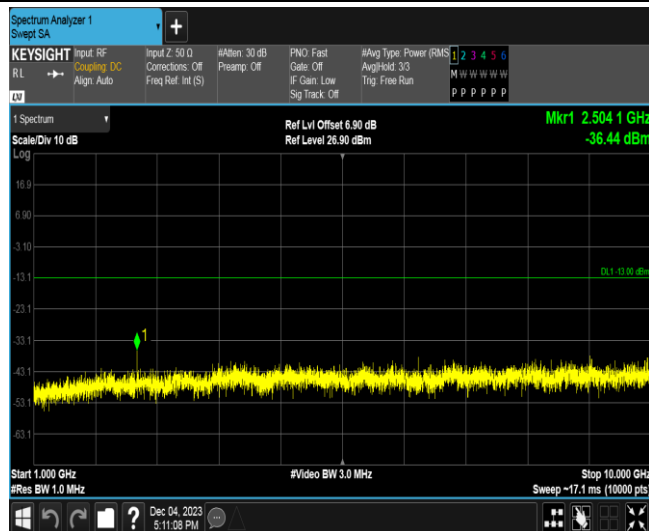 Spectrum Analyzer 1
Swept SA
+
KEYSIGHT
RL
LXI
Input: RF
Coupling: DC
Align: Auto
Input Z: 50 Ω
Corrections: Off
Freq Ref: Int (S)
#Atten: 30 dB
Preamp: Off
PNO: Fast
Gate: Off
IF Gain: Low
Sig Track: Off
#Avg Type: Power (RMS
Avg|Hold: 3/3
Trig: Free Run
1 2 3 4 5 6
M W W W W W
P P P P P P
1 Spectrum
Scale/Div 10 dB
Log
Ref Lvl Offset 6.90 dB
Ref Level 26.90 dBm
Mkr1 2.504 1 GHz
-36.44 dBm
16.9
6.90
-3.10
-13.1
DL1 -13.00 dBm
-23.1
-33.1
1
-43.1
-53.1
-63.1
Start 1.000 GHz
#Res BW 1.0 MHz
#Video BW 3.0 MHz
Stop 10.000 GHz
Sweep ~17.1 ms (10000 pts)
?
Dec 04, 2023
5:11:08 PM